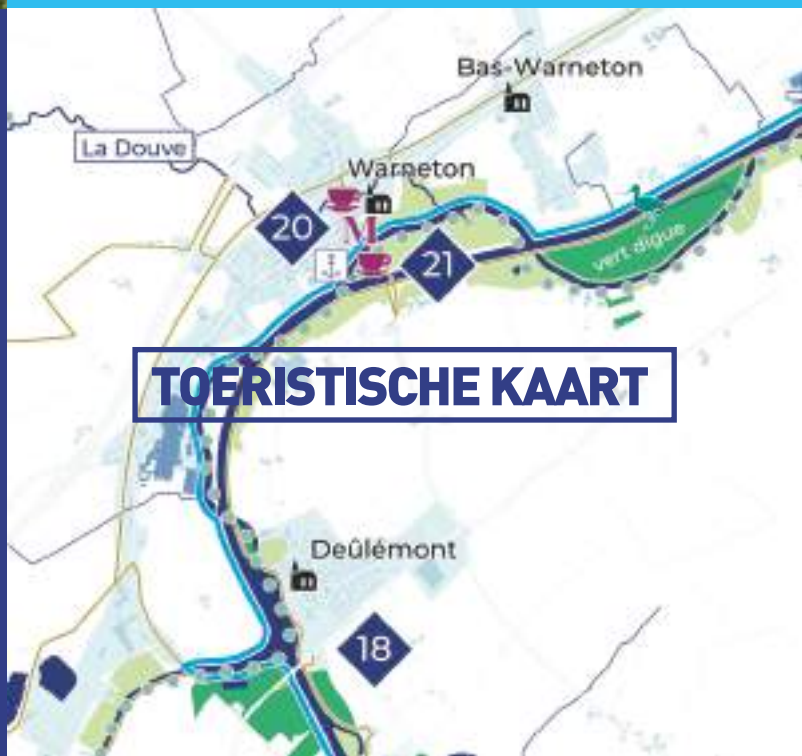 Bas-Warneton
La Douve
Warneton
20
M
21
vert digue
TOERISTISCHE KAART
Deûlémont
18